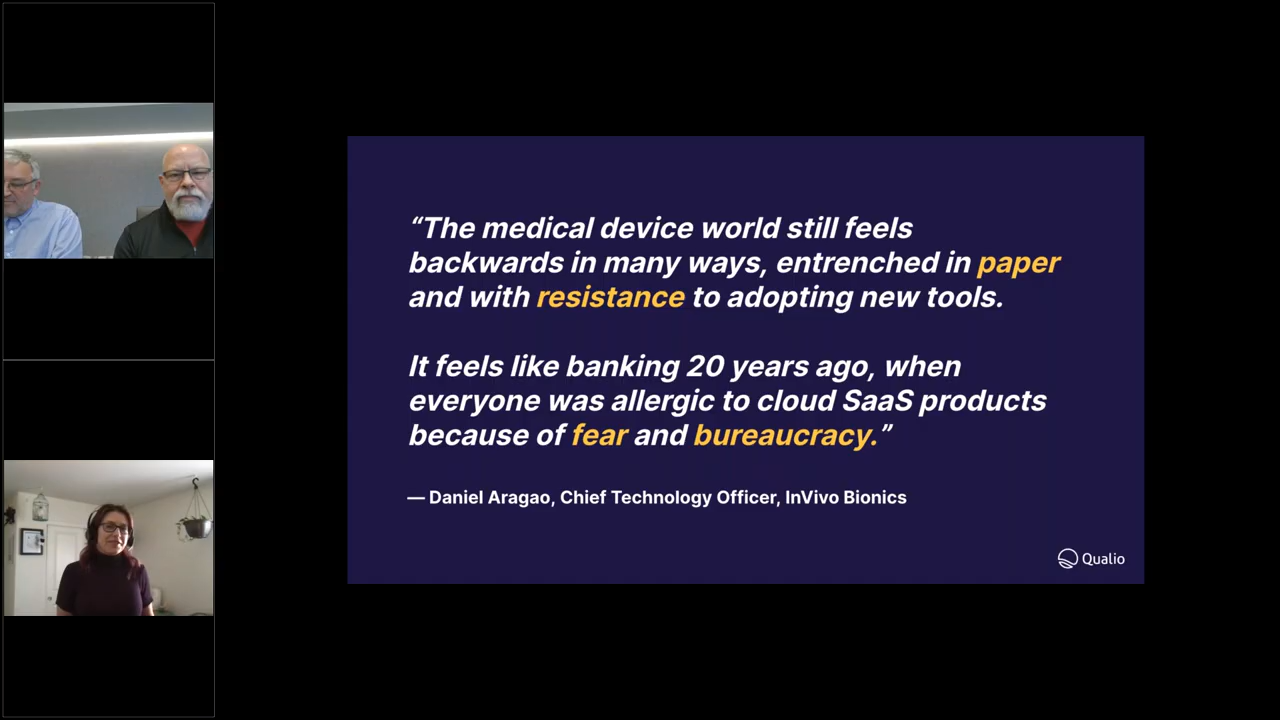 “The medical device world still feels
backwards in many ways, entrenched in paper
and with resistance to adopting new tools.
It feels like banking 20 years ago, when
everyone was allergic to cloud SaaS products
because of fear and bureaucracy.”
— Daniel Aragao, Chief Technology Officer, InVivo Bionics
Qualio